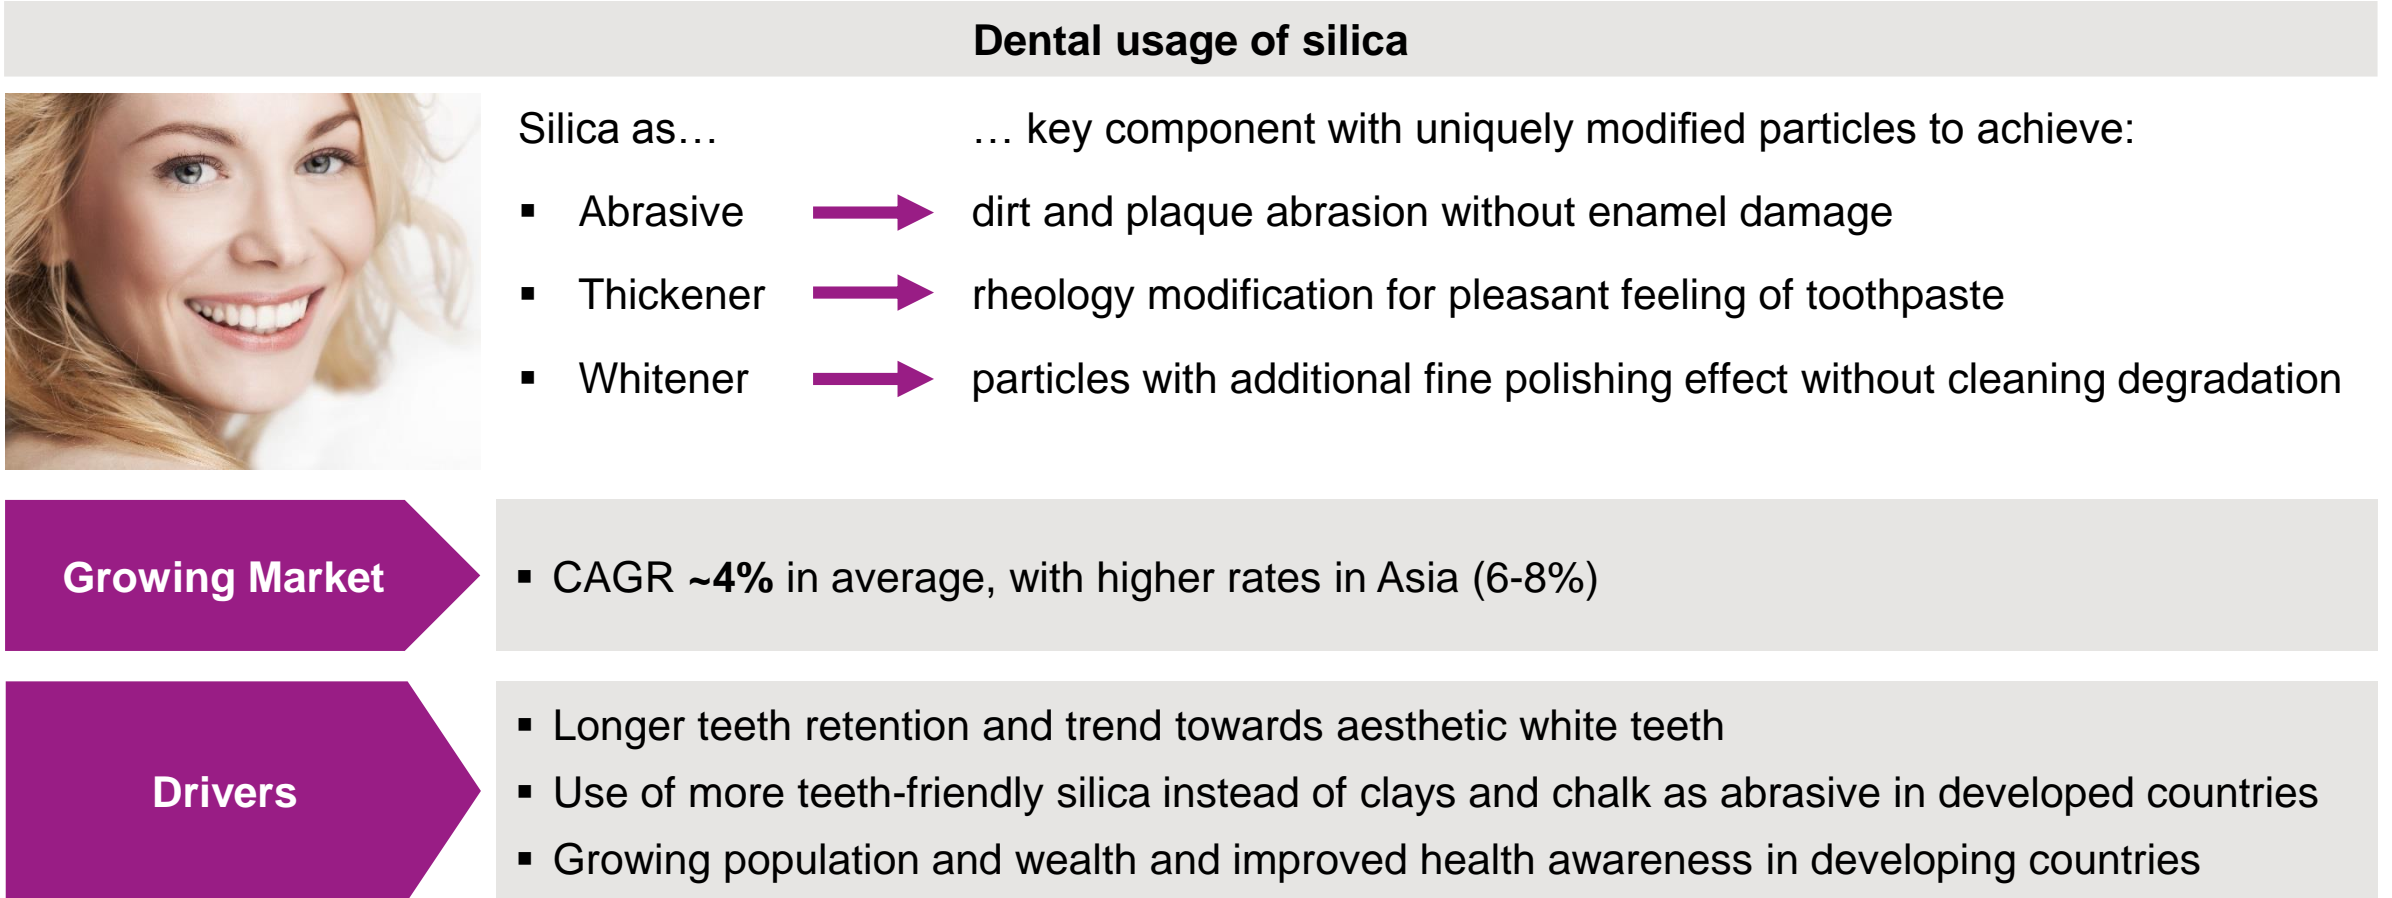 Dental usage of silica
Silica as… … key component with uniquely modified particles to achieve:
▪ Abrasive dirt and plaque abrasion without enamel damage
▪ Thickener rheology modification for pleasant feeling of toothpaste
▪ Whitener particles with additional fine polishing effect without cleaning degradation
Growing Market
▪ CAGR ~4% in average, with higher rates in Asia (6-8%)
Drivers
▪ Longer teeth retention and trend towards aesthetic white teeth
▪ Use of more teeth-friendly silica instead of clays and chalk as abrasive in developed countries
▪ Growing population and wealth and improved health awareness in developing countries